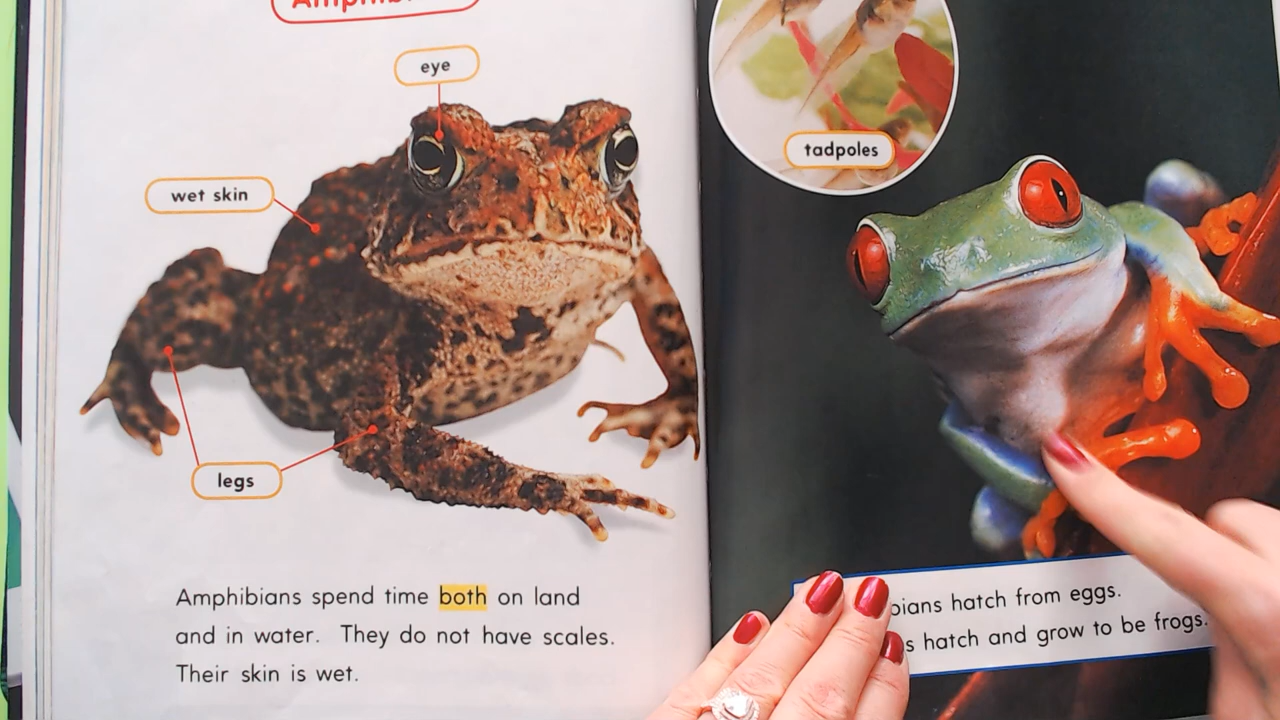 eye
wet skin
legs
Amphibians spend time both on land
and in water. They do not have scales.
Their skin is wet.
tadpoles
hatch from eggs.
hatch and grow to be frogs.